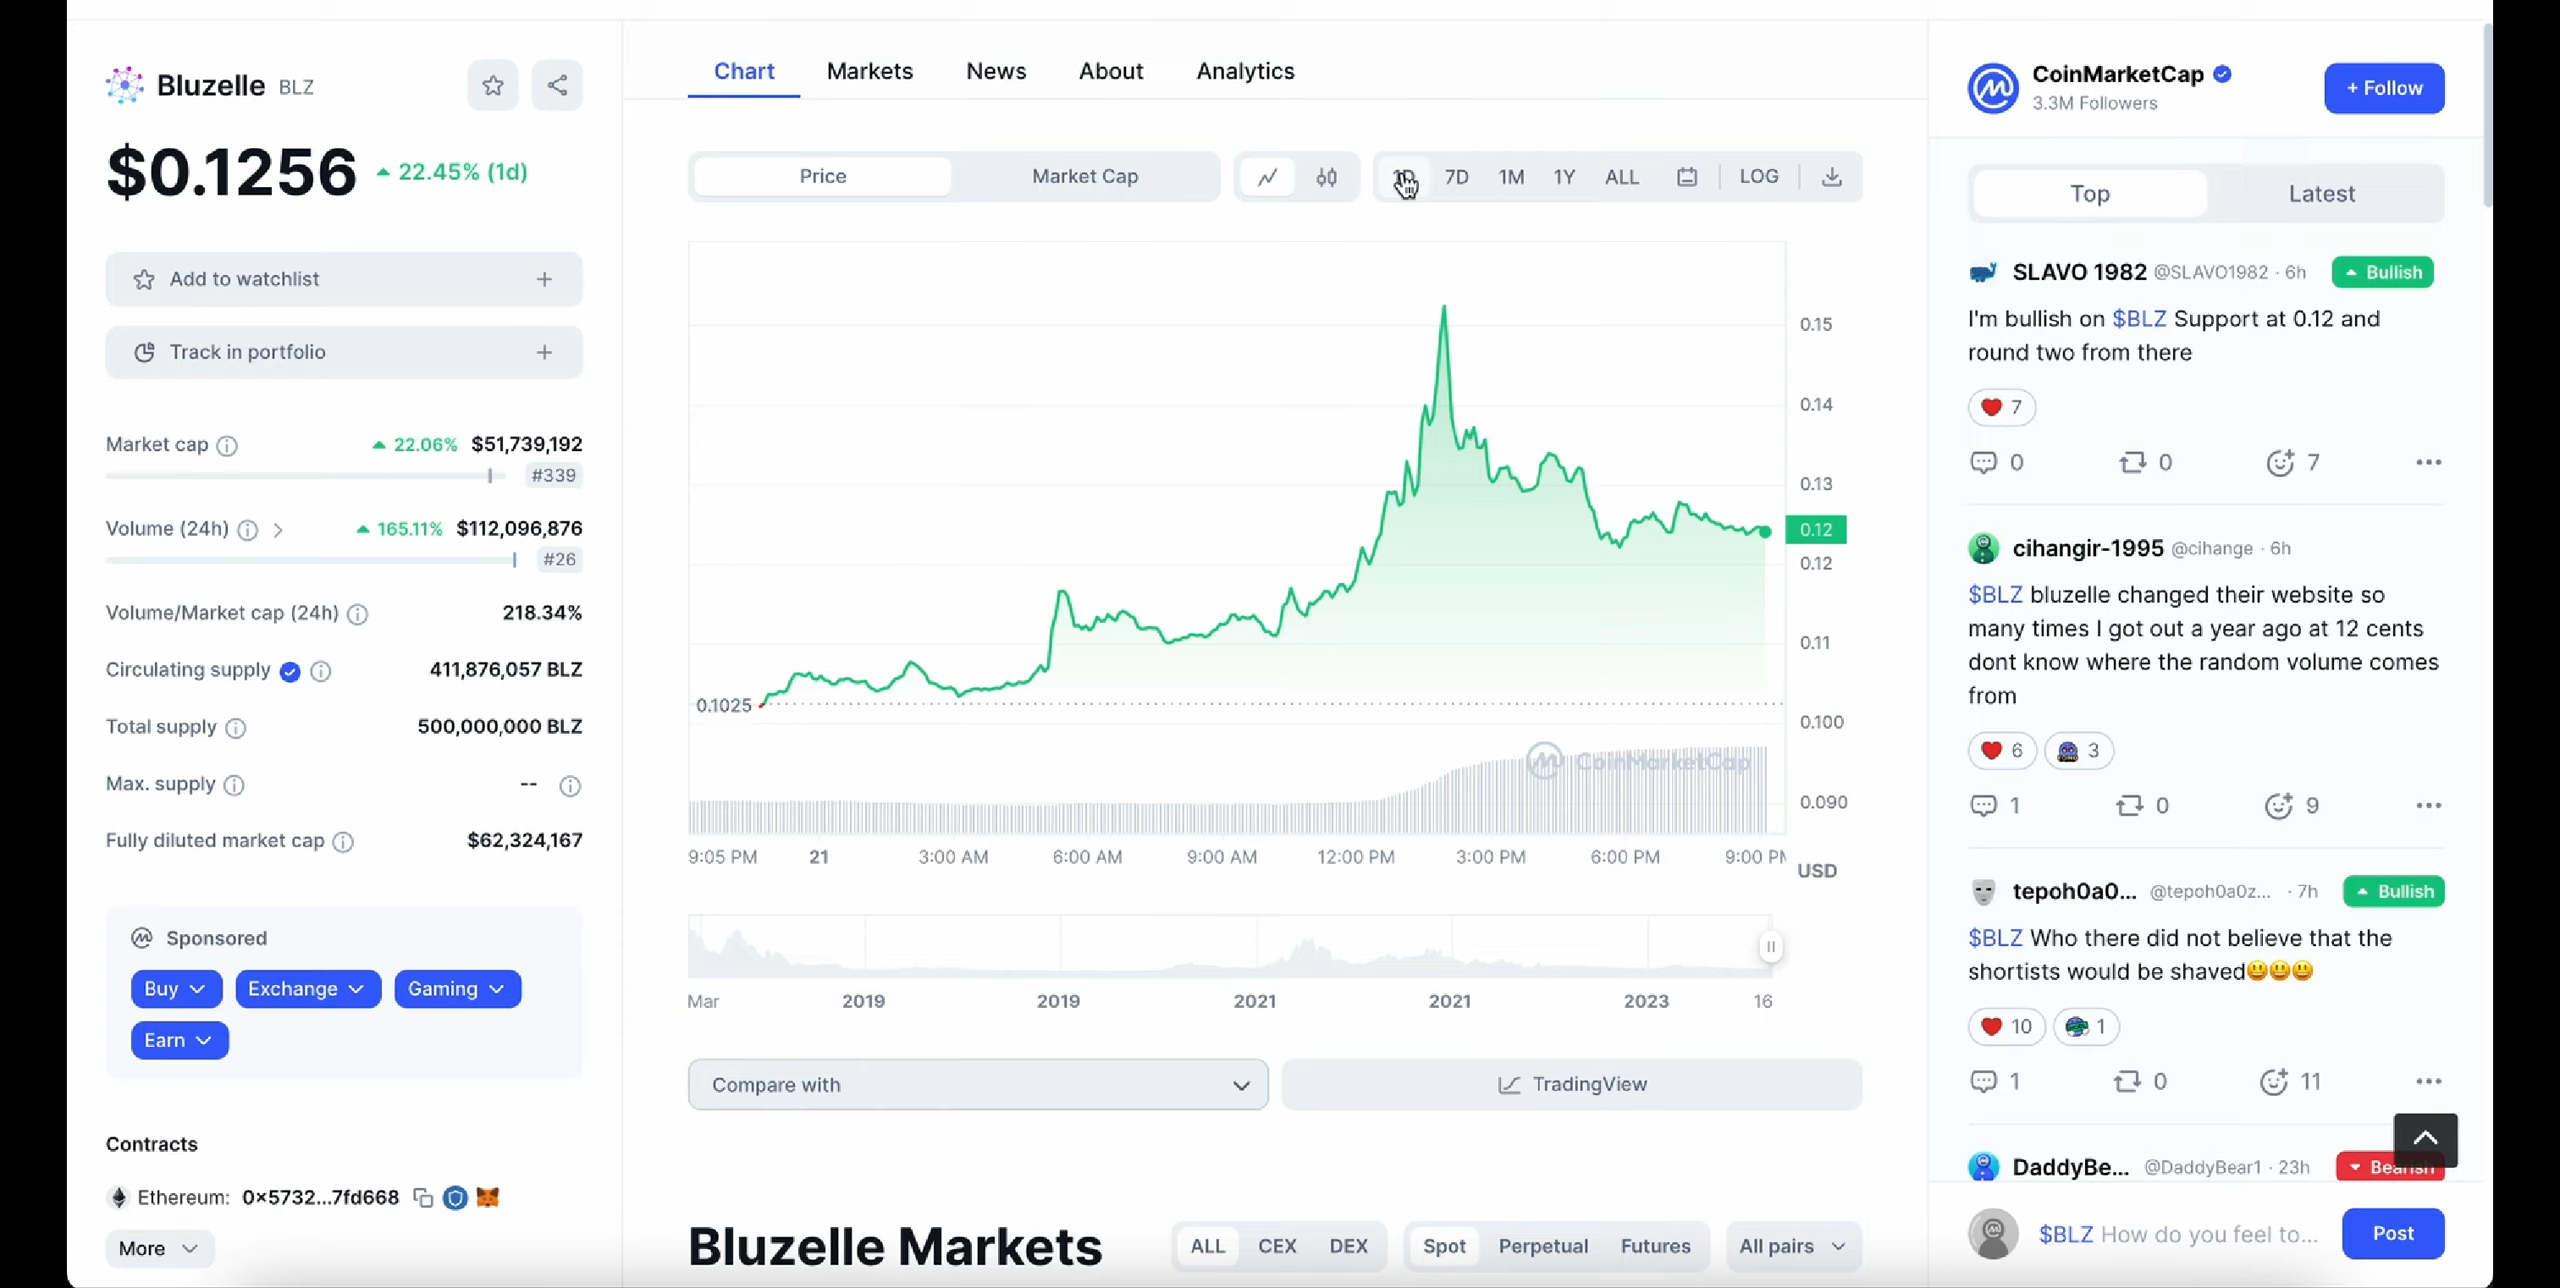 Bluzelle BLZ
$0.1256 22.45% (1d)
Add to watchlist
Track in portfolio
Market cap 22.06% $51,739,192
#339
Volume (24h) 165.11% $112,096,876
#26
Volume/Market cap (24h) 218.34%
Circulating supply 411,876,057 BLZ
Total supply 500,000,000 BLZ
Max. supply --
Fully diluted market cap $62,324,167
Sponsored
Buy Exchange Gaming
Earn
Contracts
Ethereum: 0x5732...7fd668
More
Chart Markets News About Analytics
Price Market Cap 7D 1M 1Y ALL LOG
0.15
0.14
0.13
0.12
0.12
0.11
0.1025
0.100
CoinMarketCap
0.090
9:05 PM 21 3:00 AM 6:00 AM 9:00 AM 12:00 PM 3:00 PM 6:00 PM 9:00 PM
USD
Mar 2019 2019 2021 2021 2023 16
Compare with TradingView
Bluzelle Markets ALL CEX DEX Spot Perpetual Futures All pairs
CoinMarketCap
3.3M Followers
+ Follow
Top Latest
SLAVO 1982 @SLAVO1982 · 6h Bullish
I'm bullish on $BLZ Support at 0.12 and
round two from there
7
0 0 7
cihangir-1995 @cihange · 6h
$BLZ bluzelle changed their website so
many times I got out a year ago at 12 cents
dont know where the random volume comes
from
6 3
1 0 9
tepoh0a0... @tepoh0a0z... · 7h Bullish
$BLZ Who there did not believe that the
shortists would be shaved😃😃😃
10 1
1 0 11
DaddyBe... @DaddyBear1 · 23h Bearish
$BLZ How do you feel to... Post